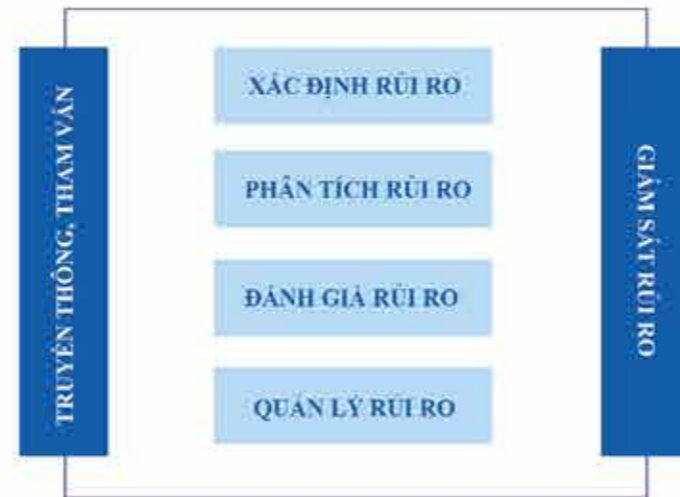 TRUYỀN THÔNG, THAM VẤN
XÁC ĐỊNH RỦI RO
PHÂN TÍCH RỦI RO
ĐÁNH GIÁ RỦI RO
QUẢN LÝ RỦI RO
GIÁM SÁT RỦI RO